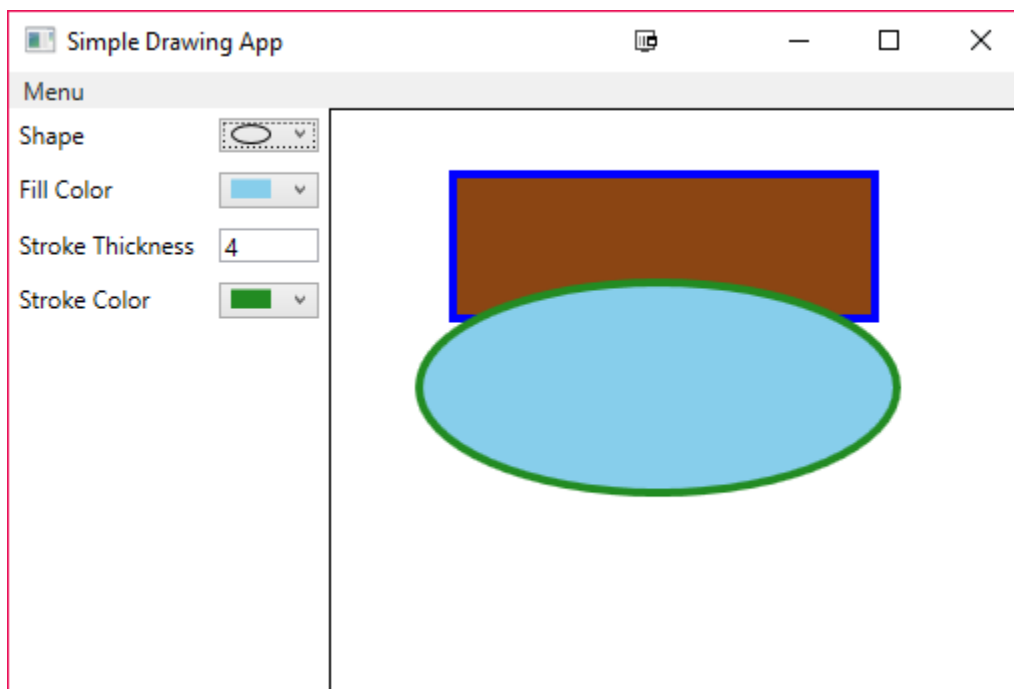 Simple Drawing App
Menu
Shape
Fill Color
Stroke Thickness 4
Stroke Color